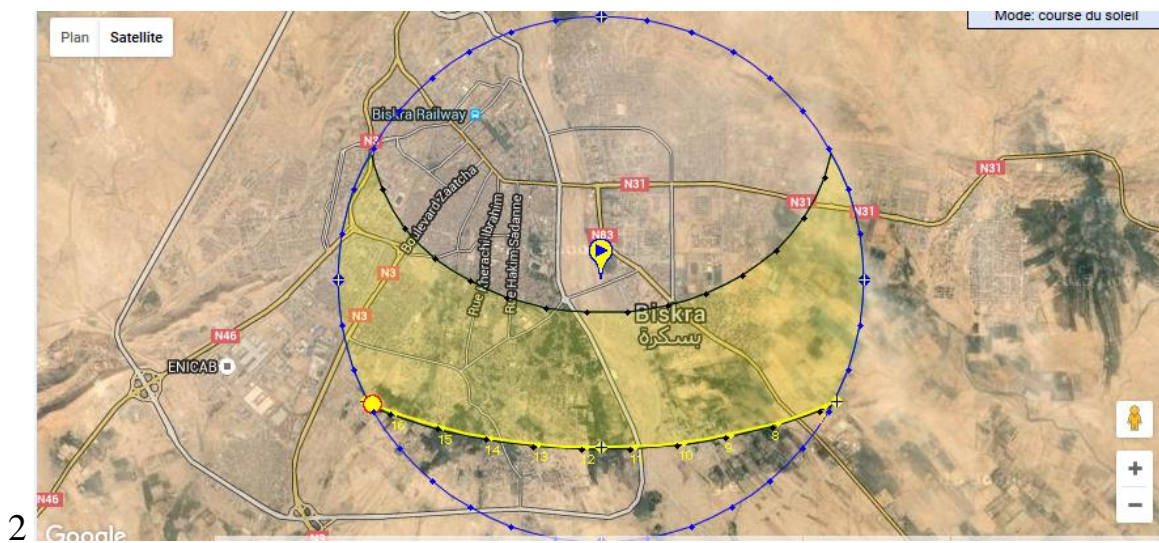 Mode: course du soleil
Plan Satellite
Biskra Railway
N3
Boulevard Zaatcha
N31
N31
N31
N31
Rue Kherachi Ibrahim
Rue Hakim Sadanne
N83
N3
Biskra
بسكرة
N3
N46
ENICAB
16
15
14
13
12
11
10
9
8
N46
N3
2
Google